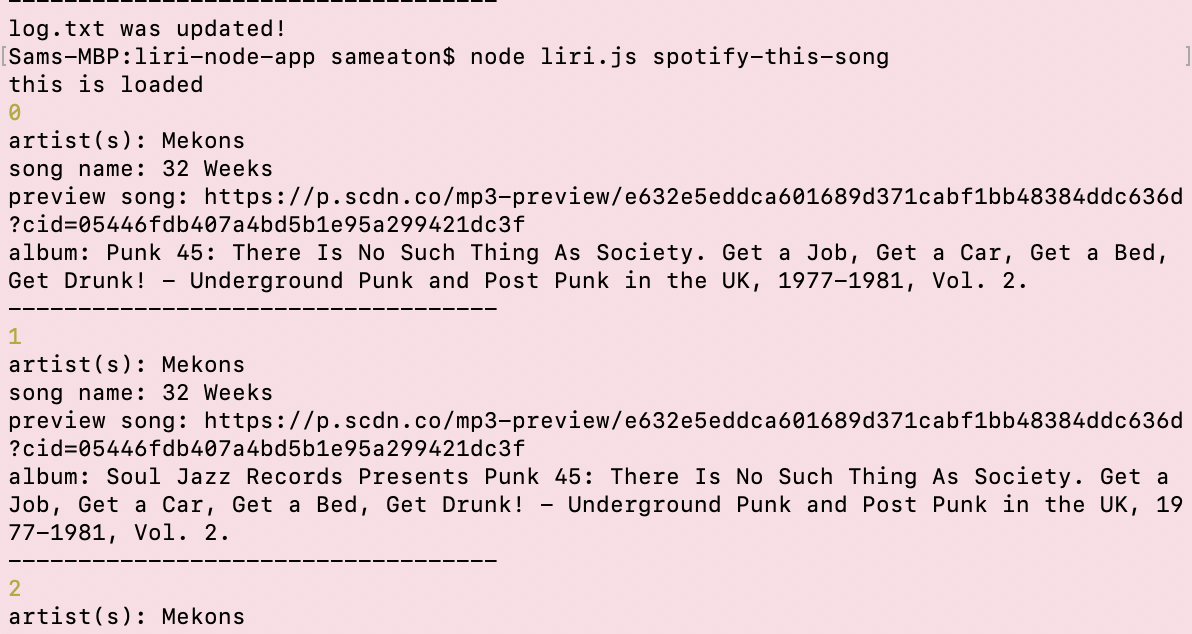 ----------------------------------- 
log.txt was updated!
[Sams-MBP:liri-node-app sameaton$ node liri.js spotify-this-song ]
this is loaded
0
artist(s): Mekons
song name: 32 Weeks
preview song: https://p.scdn.co/mp3-preview/e632e5eddca601689d371cabf1bb48384ddc636d
?cid=05446fdb407a4bd5b1e95a299421dc3f
album: Punk 45: There Is No Such Thing As Society. Get a Job, Get a Car, Get a Bed,
Get Drunk! - Underground Punk and Post Punk in the UK, 1977-1981, Vol. 2.
-----------------------------------
1
artist(s): Mekons
song name: 32 Weeks
preview song: https://p.scdn.co/mp3-preview/e632e5eddca601689d371cabf1bb48384ddc636d
?cid=05446fdb407a4bd5b1e95a299421dc3f
album: Soul Jazz Records Presents Punk 45: There Is No Such Thing As Society. Get a
Job, Get a Car, Get a Bed, Get Drunk! - Underground Punk and Post Punk in the UK, 19
77-1981, Vol. 2.
-----------------------------------
2
artist(s): Mekons